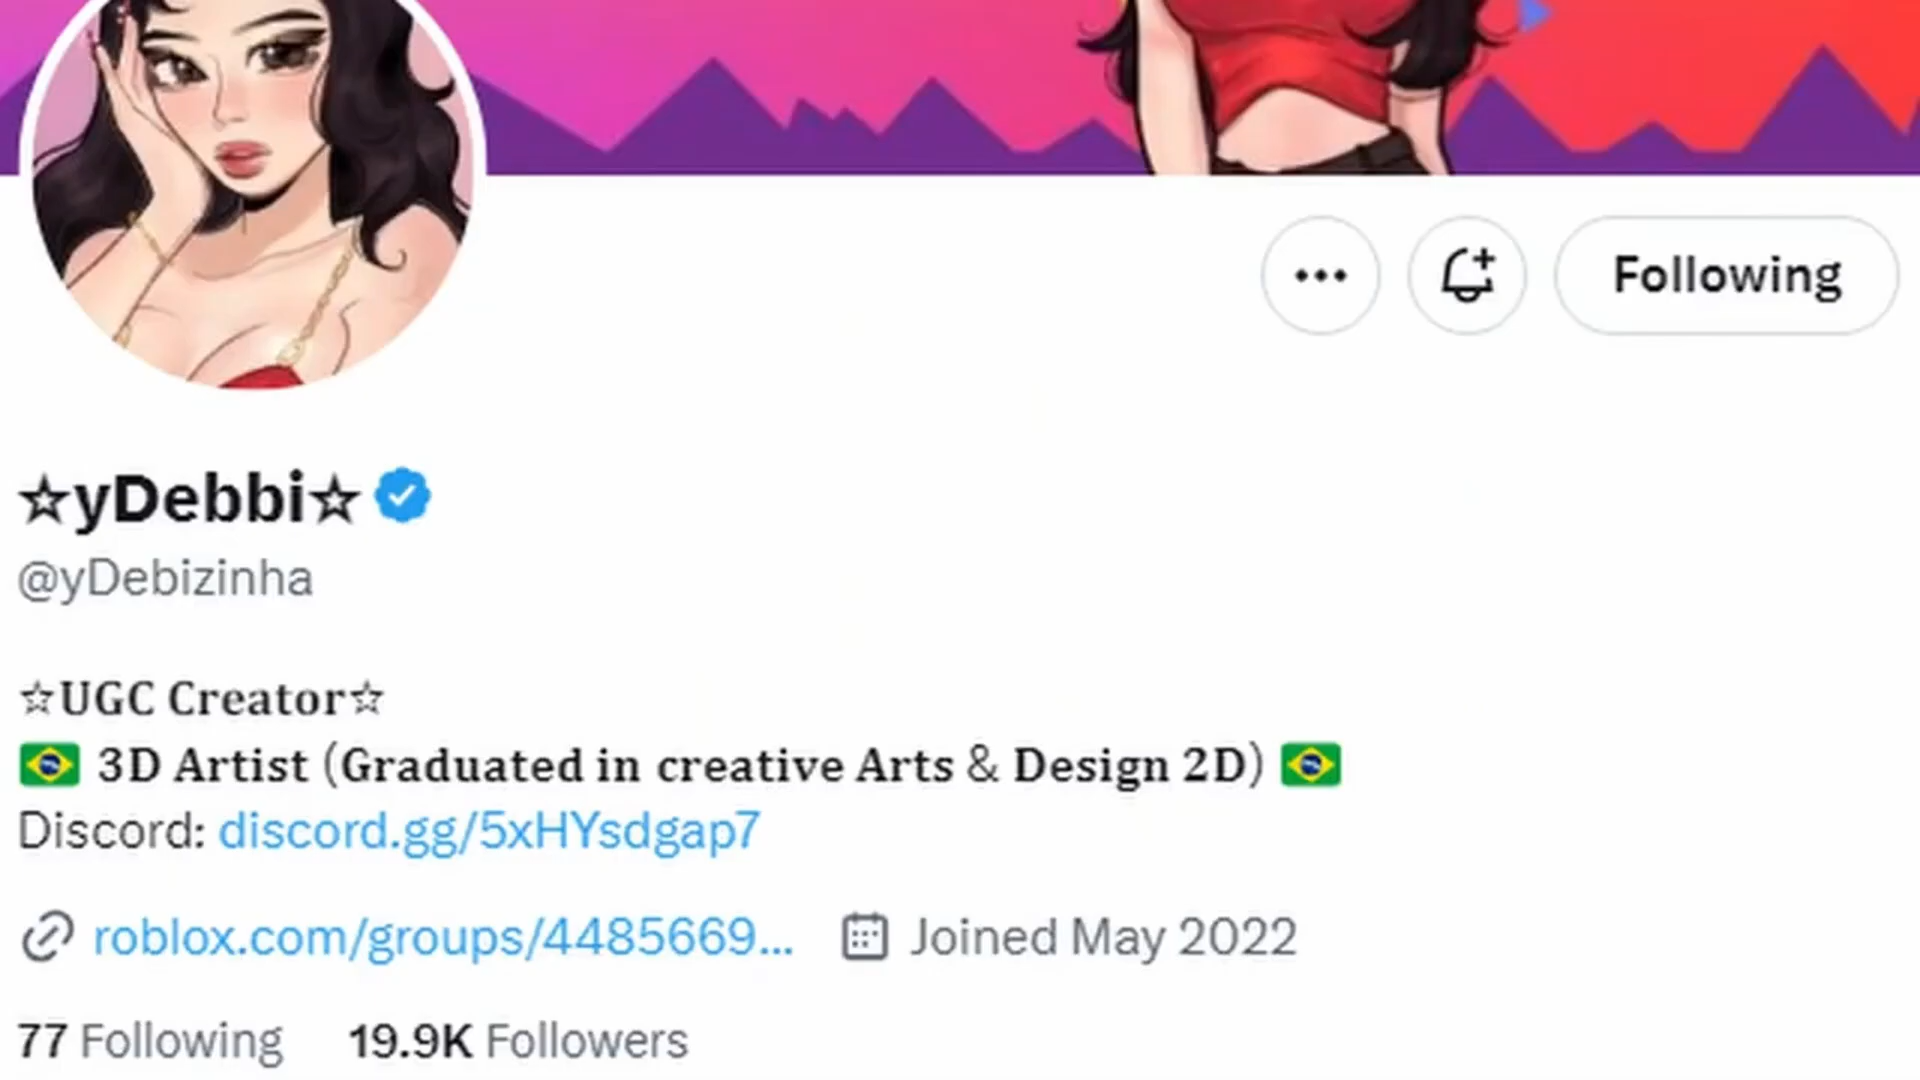 Following
☆yDebbi☆
@yDebizinha
☆UGC Creator☆
🇧🇷 3D Artist (Graduated in creative Arts & Design 2D) 🇧🇷
Discord: discord.gg/5xHYsdgap7
roblox.com/groups/4485669... Joined May 2022
77 Following 19.9K Followers